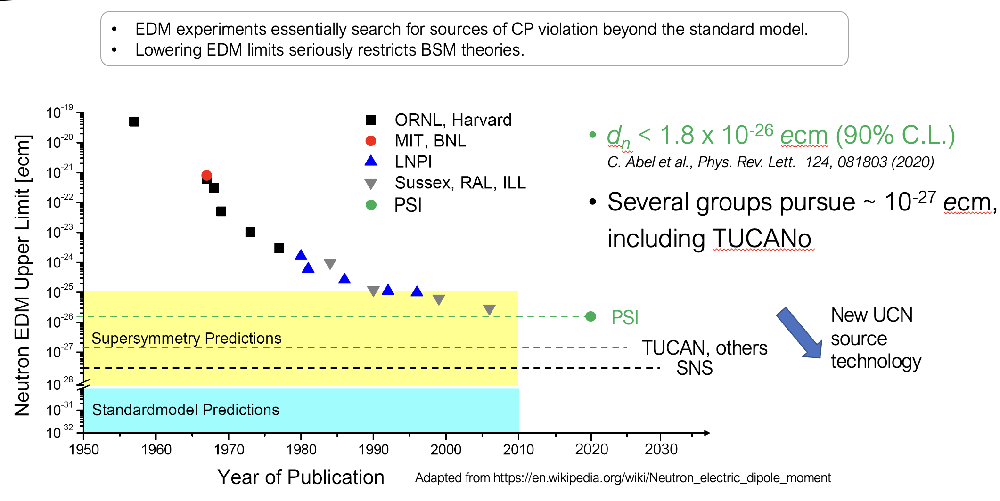 • EDM experiments essentially search for sources of CP violation beyond the standard model.
• Lowering EDM limits seriously restricts BSM theories.
Neutron EDM Upper Limit [ecm]
10⁻¹⁹
10⁻²⁰
10⁻²¹
10⁻²²
10⁻²³
10⁻²⁴
10⁻²⁵
10⁻²⁶
10⁻²⁷
10⁻²⁸
10⁻³¹
10⁻³²
ORNL, Harvard
MIT, BNL
LNPI
Sussex, RAL, ILL
PSI
• dₙ < 1.8 x 10⁻²⁶ ecm (90% C.L.)
C. Abel et al., Phys. Rev. Lett. 124, 081803 (2020)
• Several groups pursue ~ 10⁻²⁷ ecm,
including TUCANo
PSI
Supersymmetry Predictions
TUCAN, others
SNS
New UCN
source
technology
Standardmodel Predictions
1950 1960 1970 1980 1990 2000 2010 2020 2030
Year of Publication
Adapted from https://en.wikipedia.org/wiki/Neutron_electric_dipole_moment